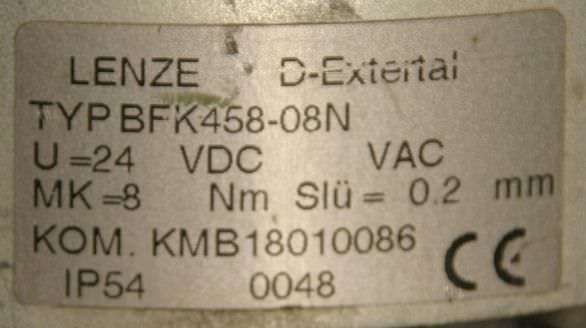 LENZE D-Extertal
TYP BFK458-08N
U =24 VDC VAC
MK =8 Nm Slü = 0.2 mm
KOM. KMB18010086 CE
IP54 0048